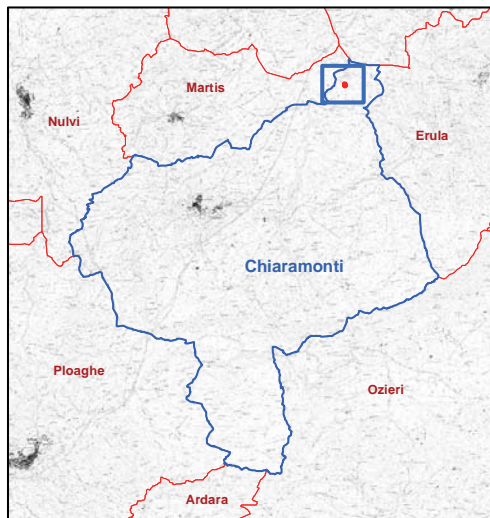 Martis
Nulvi
Erula
Chiaramonti
Ploaghe
Ozieri
Ardara